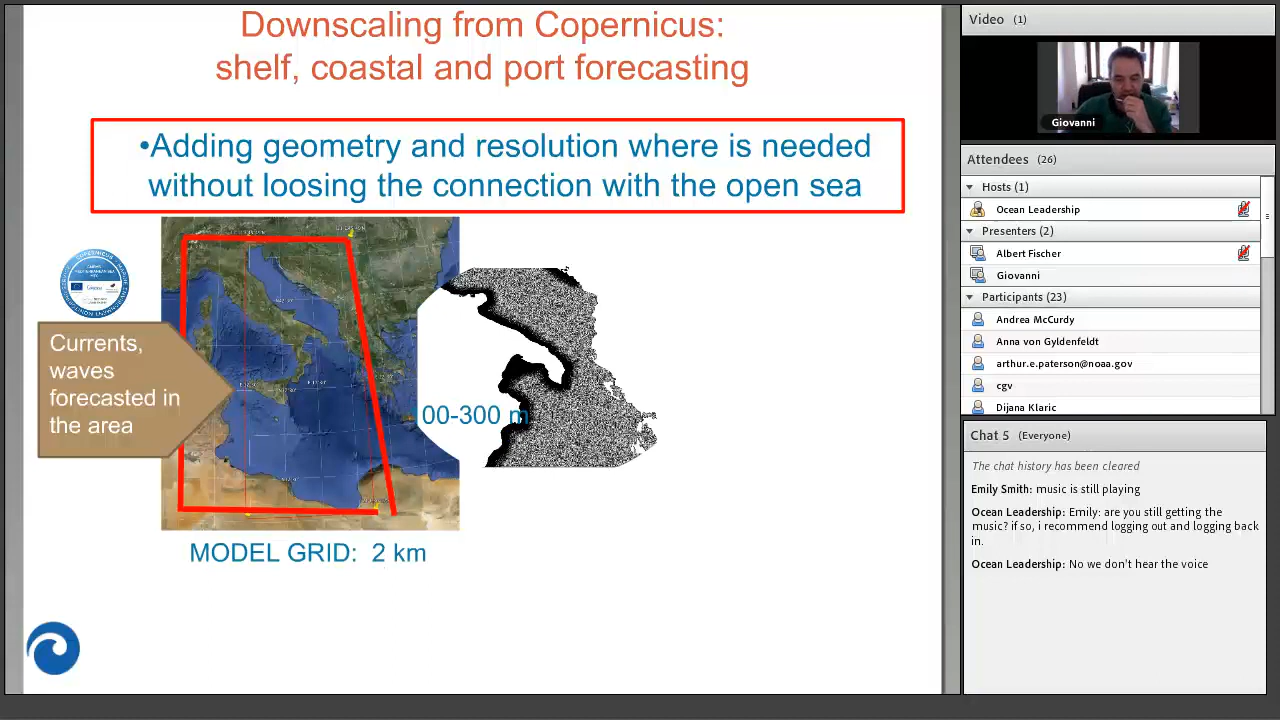 Downscaling from Copernicus:
shelf, coastal and port forecasting
•Adding geometry and resolution where is needed
without loosing the connection with the open sea
Currents,
waves
forecasted in
the area
00-300 m
MODEL GRID: 2 km
Video (1)
Giovanni
Attendees (26)
Hosts (1)
Ocean Leadership
Presenters (2)
Albert Fischer
Giovanni
Participants (23)
Andrea McCurdy
Anna von Gyldenfeldt
arthur.e.paterson@noaa.gov
cgv
Dijana Klaric
Chat 5 (Everyone)
The chat history has been cleared
Emily Smith: music is still playing
Ocean Leadership: Emily: are you still getting the
music? if so, i recommend logging out and logging back
in.
Ocean Leadership: No we don't hear the voice